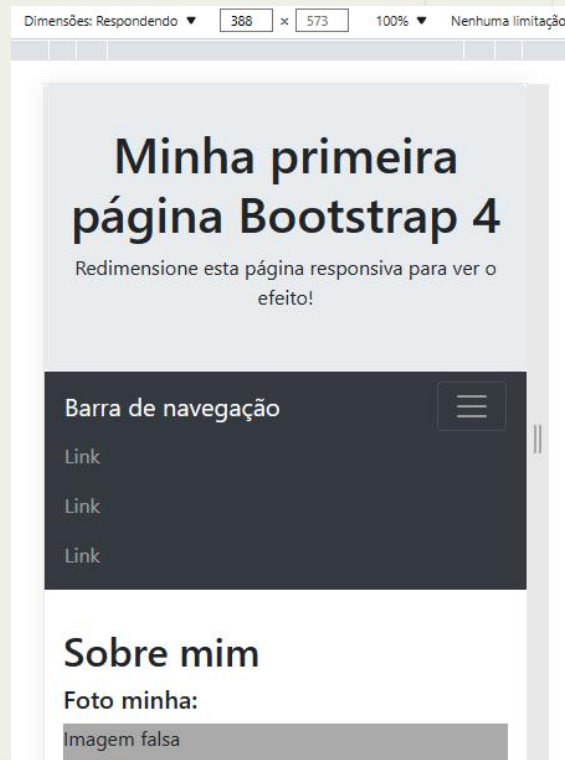 Dimensões: Respondendo ▼ 388 × 573 100% ▼ Nenhuma limitação
Minha primeira
página Bootstrap 4
Redimensione esta página responsiva para ver o
efeito!
Barra de navegação
Link
Link
Link
Sobre mim
Foto minha:
Imagem falsa